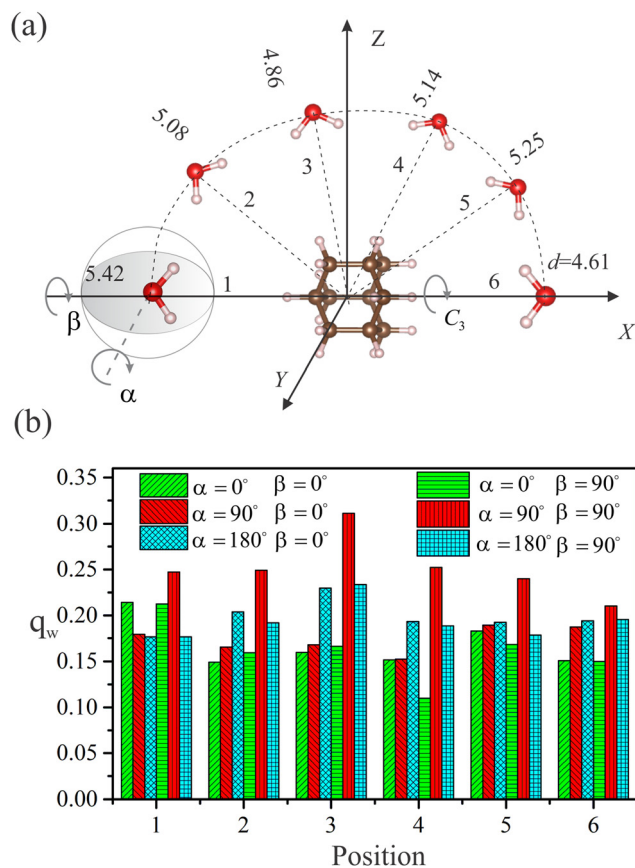 (a)
Z
4.86
5.14
5.08
5.25
3
4
2
5
5.42
1
6
d=4.61
β
C₃
X
Y
α
(b)
0.35
0.30
0.25
0.20
0.15
0.10
0.05
0.00
q_w
α = 0° β = 0°
α = 90° β = 0°
α = 180° β = 0°
α = 0° β = 90°
α = 90° β = 90°
α = 180° β = 90°
1 2 3 4 5 6
Position